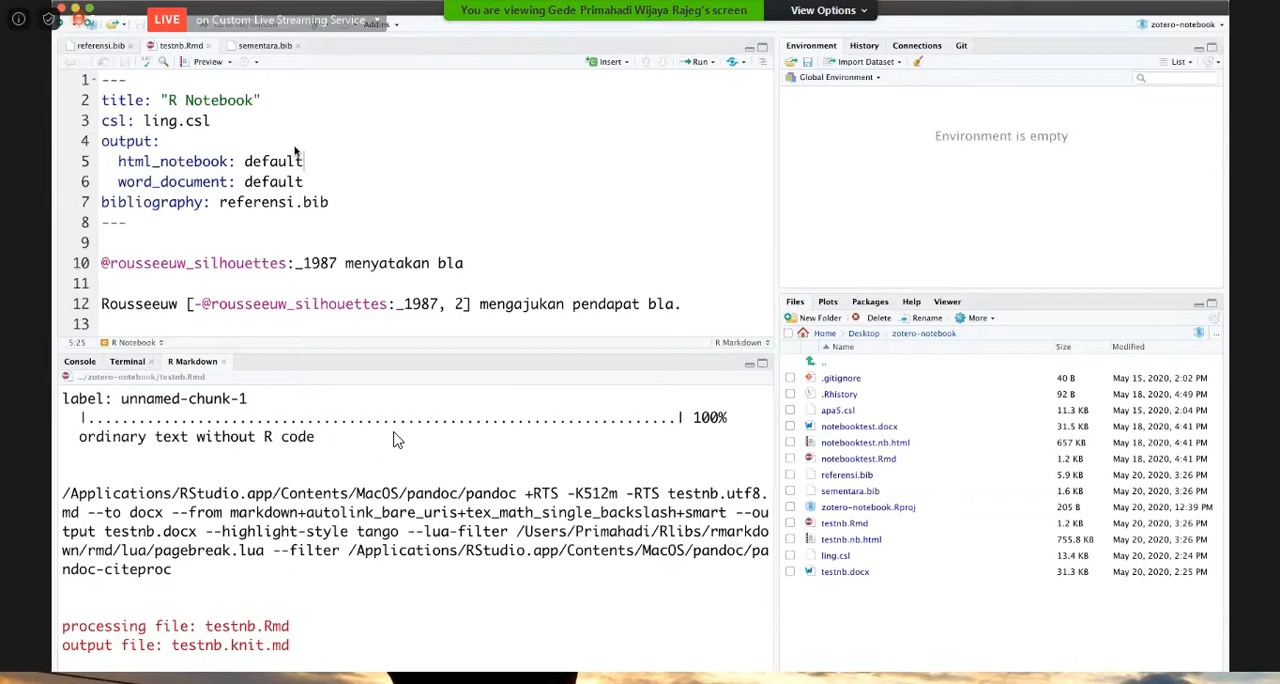 LIVE on Custom Live Streaming Service
You are viewing Gede Primahadi Wijaya Rajeg's screen
View Options
Addins
zotero-notebook
referensi.bib
testnb.Rmd
sementara.bib
Preview
Insert
Run
1 ---
2 title: "R Notebook"
3 csl: ling.csl
4 output:
5 html_notebook: default
6 word_document: default
7 bibliography: referensi.bib
8 ---
9
10 @rousseeuw_silhouettes:_1987 menyatakan bla
11
12 Rousseeuw [-@rousseeuw_silhouettes:_1987, 2] mengajukan pendapat bla.
13
5:25 R Notebook R Markdown
Console Terminal R Markdown
.../zotero-notebook/testnb.Rmd
label: unnamed-chunk-1
|......................................................................| 100%
ordinary text without R code
/Applications/RStudio.app/Contents/MacOS/pandoc/pandoc +RTS -K512m -RTS testnb.utf8.
md --to docx --from markdown+autolink_bare_uris+tex_math_single_backslash+smart --ou
tput testnb.docx --highlight-style tango --lua-filter /Users/Primahadi/Rlibs/rmarkdo
wn/rmd/lua/pagebreak.lua --filter /Applications/RStudio.app/Contents/MacOS/pandoc/pa
ndoc-citeproc
processing file: testnb.Rmd
output file: testnb.knit.md
Environment History Connections Git
Import Dataset List
Global Environment
Environment is empty
Files Plots Packages Help Viewer
New Folder Delete Rename More
Home Desktop zotero-notebook
Name Size Modified
..
.gitignore 40 B May 15, 2020, 2:02 PM
.Rhistory 92 B May 18, 2020, 4:49 PM
apa5.csl 11.3 KB May 15, 2020, 2:04 PM
notebooktest.docx 31.5 KB May 18, 2020, 4:41 PM
notebooktest.nb.html 657 KB May 18, 2020, 4:41 PM
notebooktest.Rmd 1.2 KB May 18, 2020, 4:41 PM
referensi.bib 5.9 KB May 20, 2020, 3:26 PM
sementara.bib 1.6 KB May 20, 2020, 3:26 PM
zotero-notebook.Rproj 205 B May 20, 2020, 12:39 PM
testnb.Rmd 1.2 KB May 20, 2020, 3:26 PM
testnb.nb.html 755.8 KB May 20, 2020, 3:26 PM
ling.csl 13.4 KB May 20, 2020, 2:24 PM
testnb.docx 31.3 KB May 20, 2020, 2:25 PM